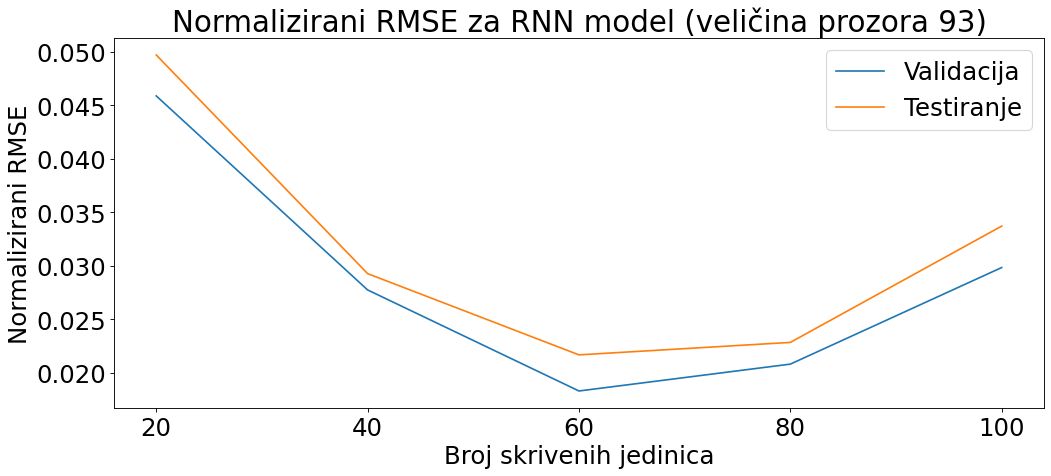 Normalizirani RMSE za RNN model (veličina prozora 93)
Validacija
Testiranje
Normalizirani RMSE
0.050
0.045
0.040
0.035
0.030
0.025
0.020
20 40 60 80 100
Broj skrivenih jedinica